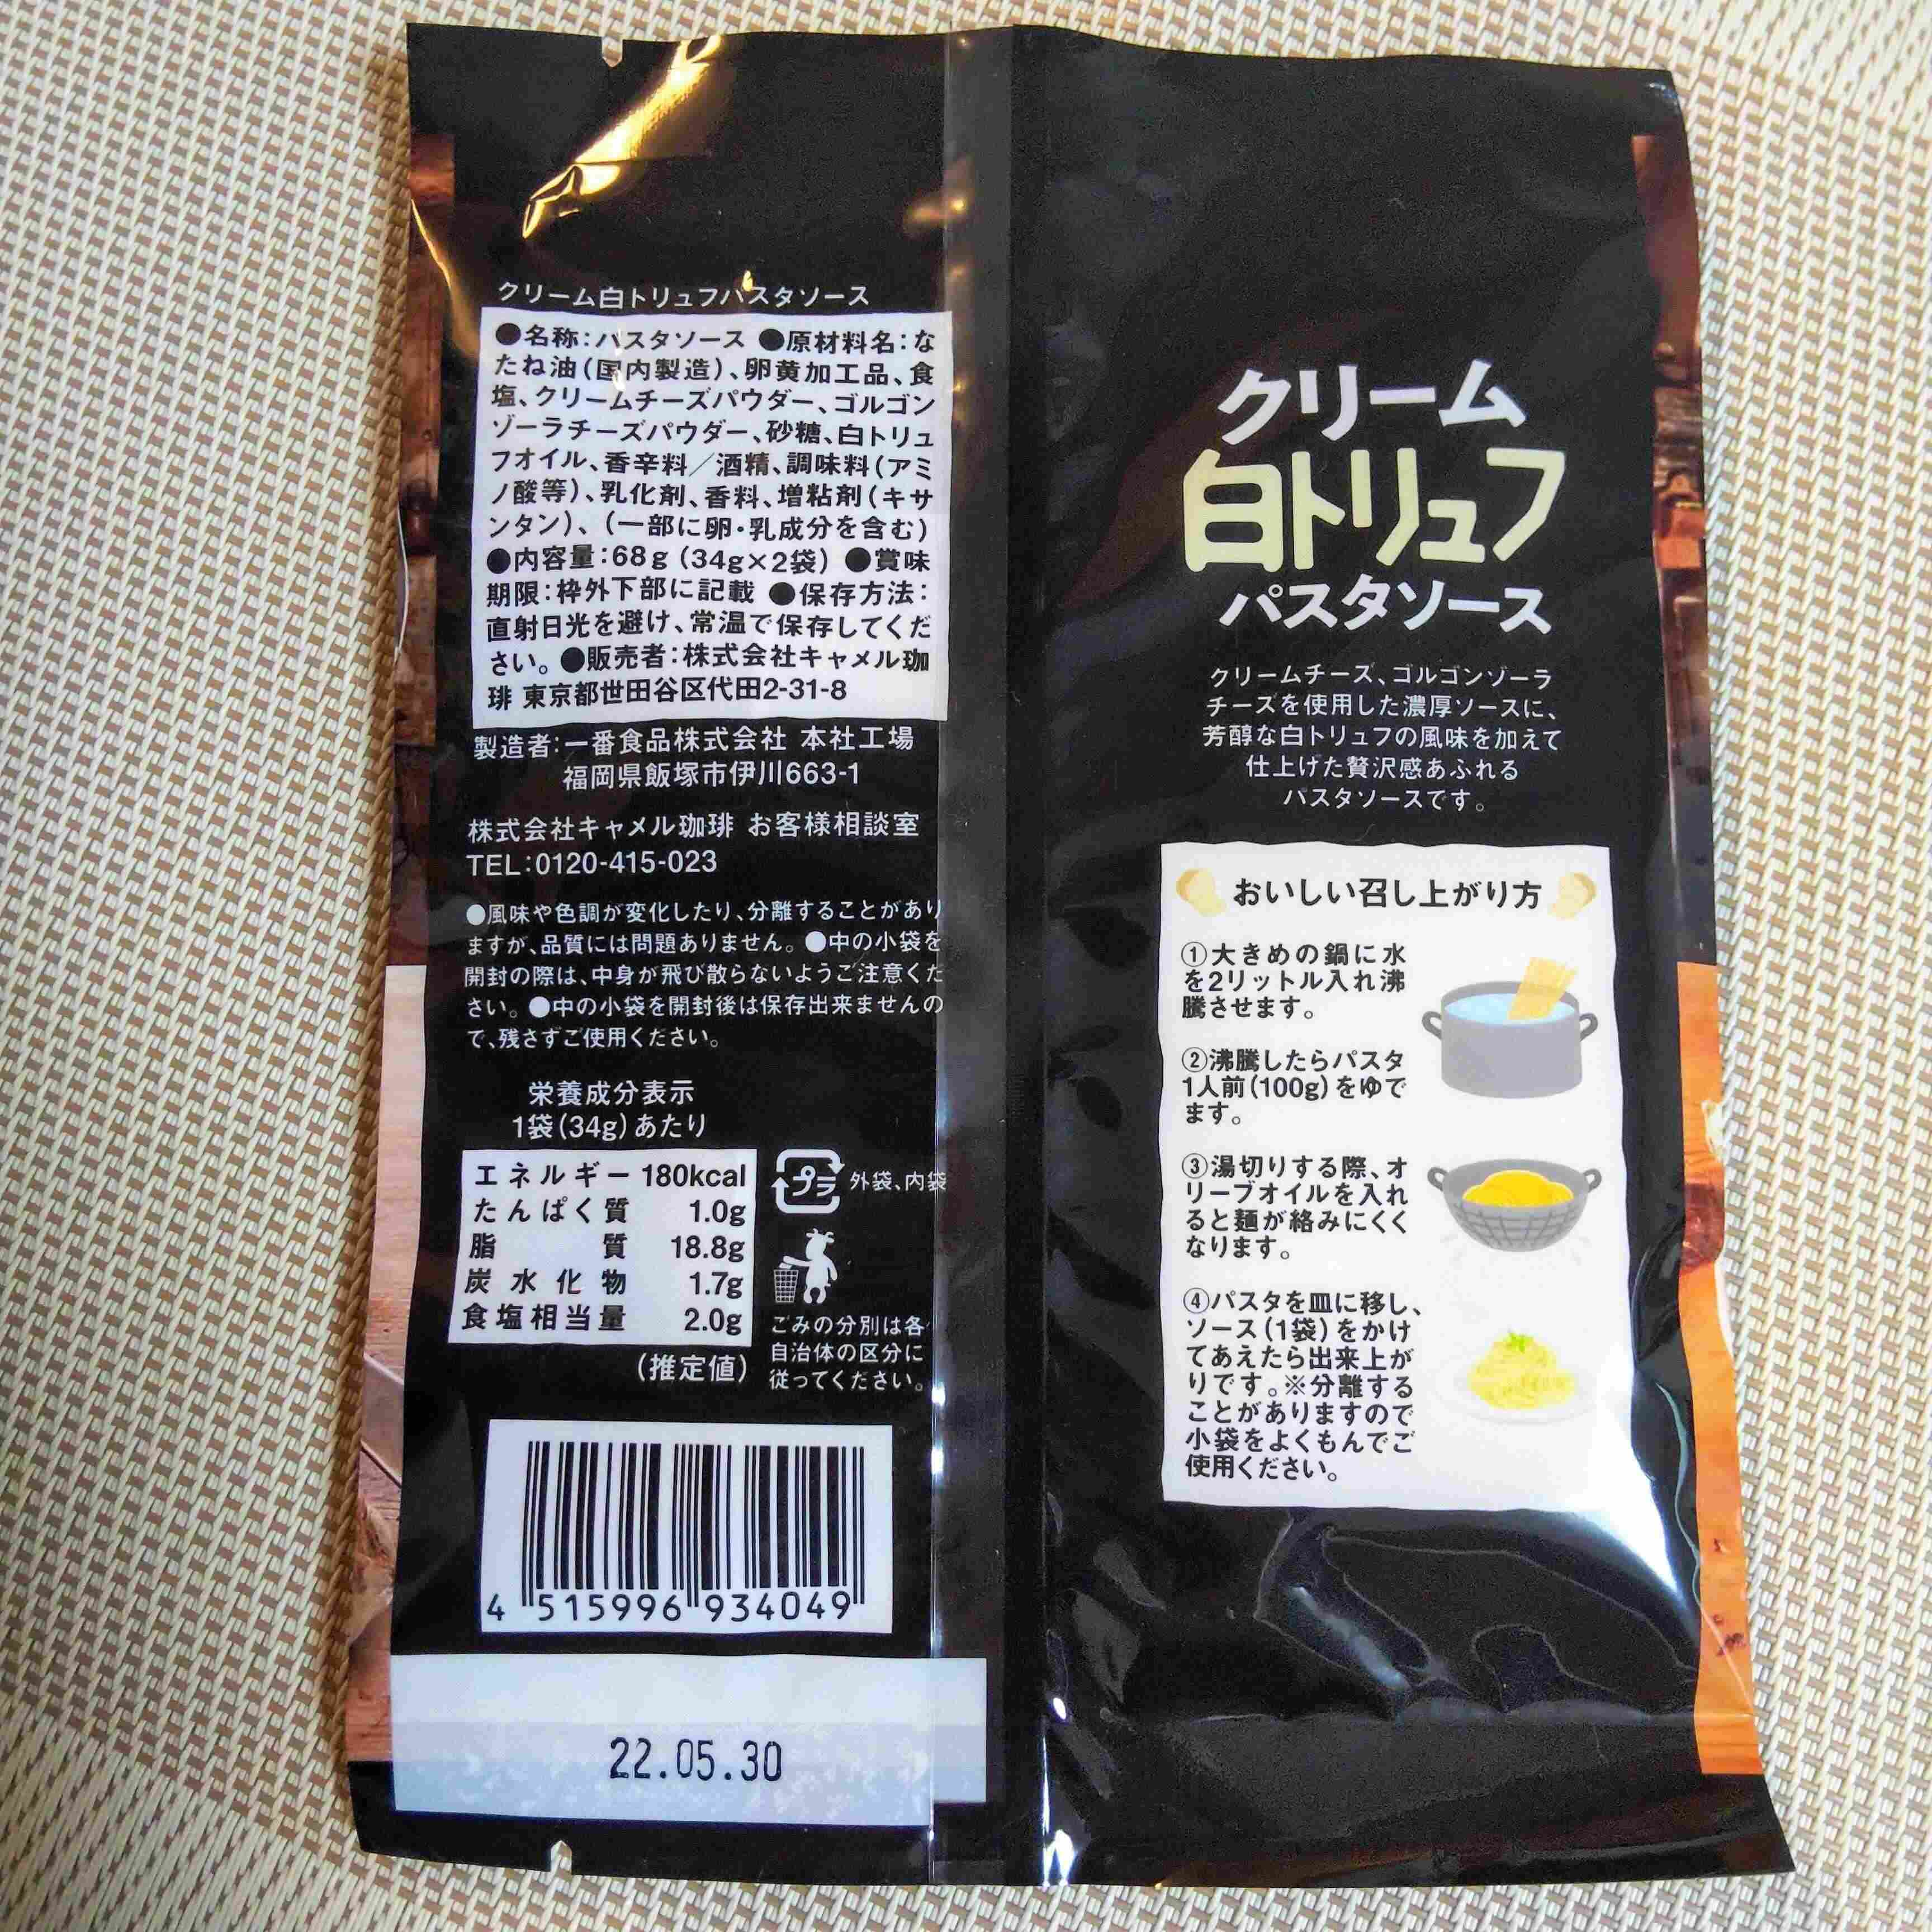 クリーム白トリュフパスタソース
●名称：パスタソース ●原材料名：な
たね油（国内製造）、卵黄加工品、食
塩、クリームチーズパウダー、ゴルゴン
ゾーラチーズパウダー、砂糖、白トリュ
フオイル、香辛料／酒精、調味料（アミ
ノ酸等）、乳化剤、香料、増粘剤（キサ
ンタン）、（一部に卵・乳成分を含む）
●内容量：68g（34g×2袋） ●賞味
期限：枠外下部に記載 ●保存方法：
直射日光を避け、常温で保存してくだ
さい。●販売者：株式会社キャメル珈
琲 東京都世田谷区代田2-31-8
製造者：一番食品株式会社 本社工場
福岡県飯塚市伊川663-1
株式会社キャメル珈琲 お客様相談室
TEL：0120-415-023
●風味や色調が変化したり、分離することがあり
ますが、品質には問題ありません。●中の小袋を
開封の際は、中身が飛び散らないようご注意くだ
さい。●中の小袋を開封後は保存出来ませんの
で、残さずご使用ください。
栄養成分表示
1袋（34g）あたり
エネルギー 180kcal
たんぱく質 1.0g
脂質 18.8g
炭水化物 1.7g
食塩相当量 2.0g
（推定値）
プラ 外袋、内袋
ごみの分別は各
自治体の区分に
従ってください。
4 515996 934049
22.05.30
クリーム
白トリュフ
パスタソース
クリームチーズ、ゴルゴンゾーラ
チーズを使用した濃厚ソースに、
芳醇な白トリュフの風味を加えて
仕上げた贅沢感あふれる
パスタソースです。
おいしい召し上がり方
①大きめの鍋に水
を2リットル入れ沸
騰させます。
②沸騰したらパスタ
1人前（100g）をゆで
ます。
③湯切りする際、オ
リーブオイルを入れ
ると麺が絡みにくく
なります。
④パスタを皿に移し、
ソース（1袋）をかけ
てあえたら出来上が
りです。※分離する
ことがありますので
小袋をよくもんでご
使用ください。